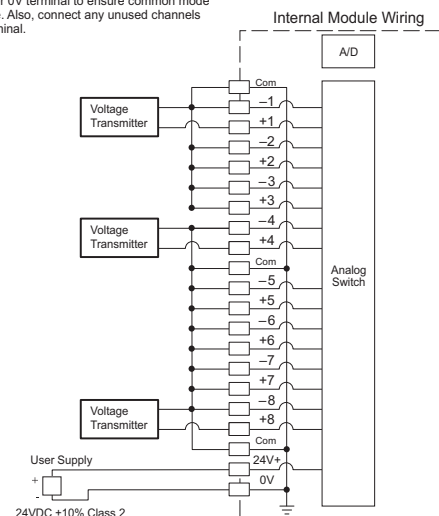 r 0V terminal to ensure common mode
e. Also, connect any unused channels
minal.
Internal Module Wiring
A/D
Com
–1
Voltage
Transmitter
+1
–2
+2
–3
+3
–4
Voltage
Transmitter
+4
Com
Analog
Switch
–5
+5
–6
+6
–7
+7
–8
Voltage
Transmitter
+8
Com
User Supply
24V+
+
0V
-
24VDC +10% Class 2